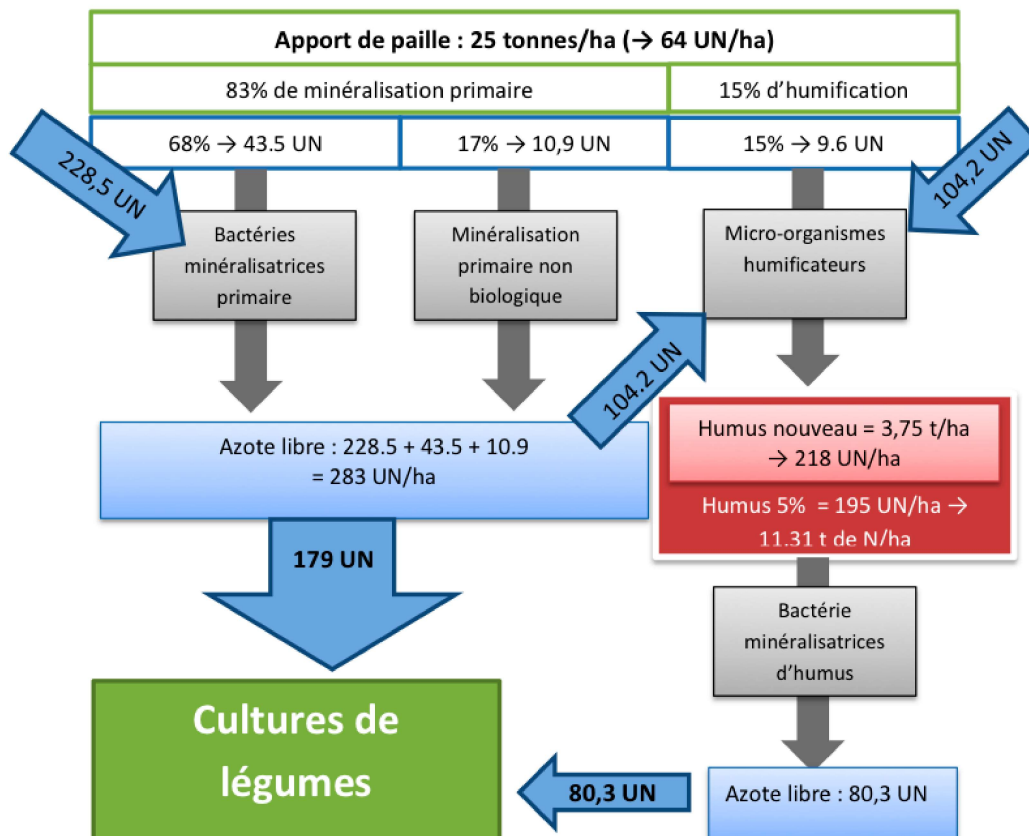 Apport de paille : 25 tonnes/ha (→ 64 UN/ha)
83% de minéralisation primaire
15% d’humification
68% → 43.5 UN
17% → 10,9 UN
15% → 9.6 UN
228,5 UN
104,2 UN
Bactéries
minéralisatrices
primaire
Minéralisation
primaire non
biologique
Micro-organismes
humificateurs
104.2 UN
Azote libre : 228.5 + 43.5 + 10.9
= 283 UN/ha
Humus nouveau = 3,75 t/ha
→ 218 UN/ha
Humus 5% = 195 UN/ha →
11.31 t de N/ha
179 UN
Bactérie
minéralisatrices
d’humus
Cultures de
légumes
80,3 UN
Azote libre : 80,3 UN